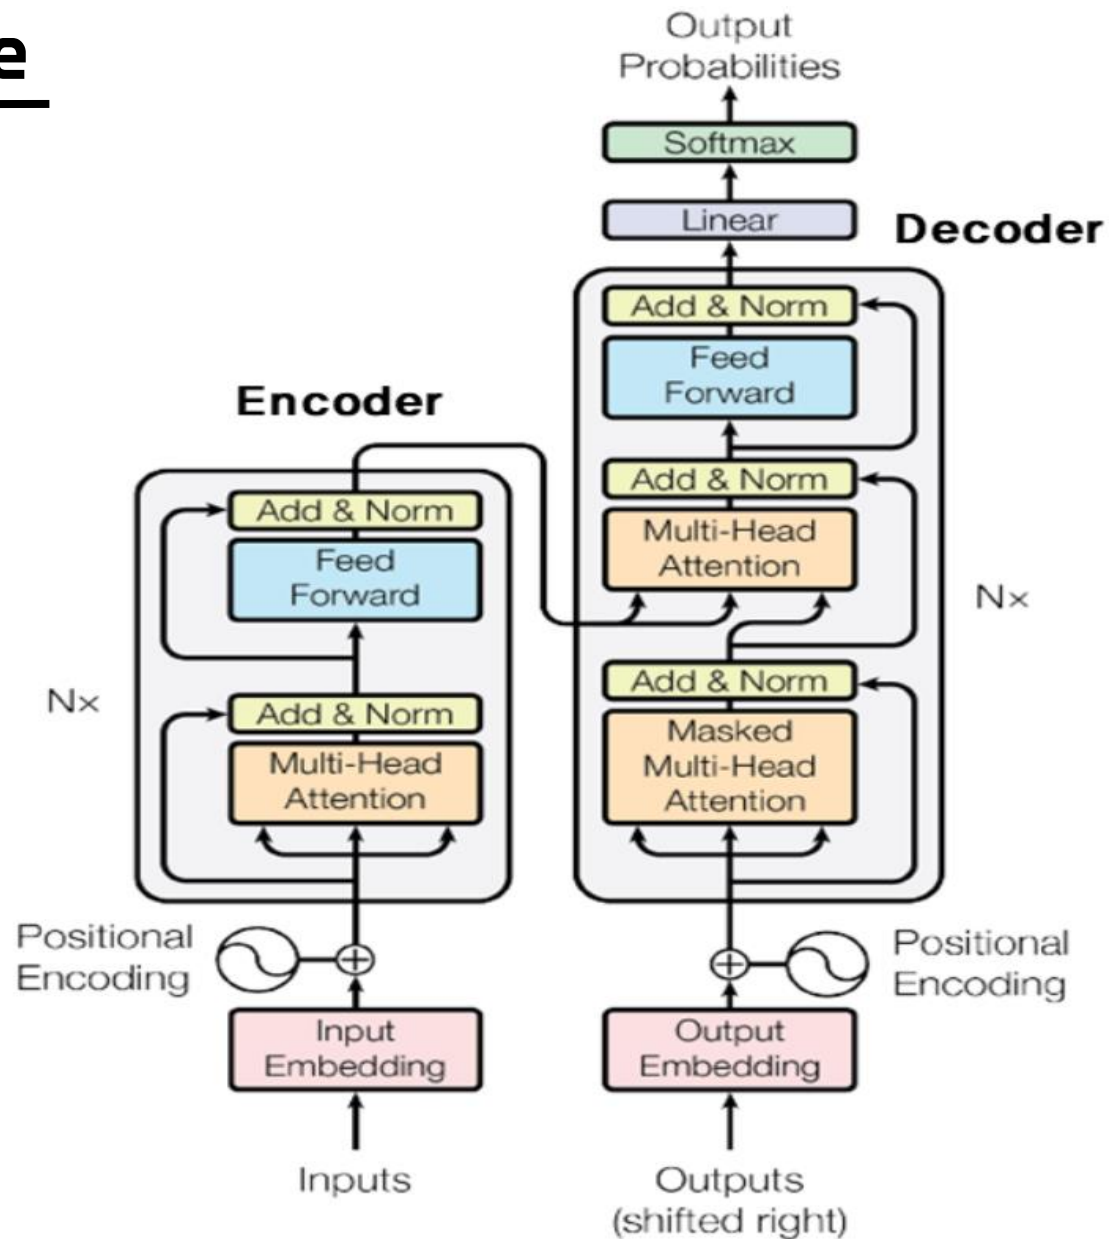 e
Output
Probabilities
Softmax
Linear
Decoder
Add & Norm
Feed
Forward
Add & Norm
Multi-Head
Attention
Nx
Add & Norm
Masked
Multi-Head
Attention
Positional
Encoding
Output
Embedding
Outputs
(shifted right)
Encoder
Add & Norm
Feed
Forward
Nx
Add & Norm
Multi-Head
Attention
Positional
Encoding
Input
Embedding
Inputs